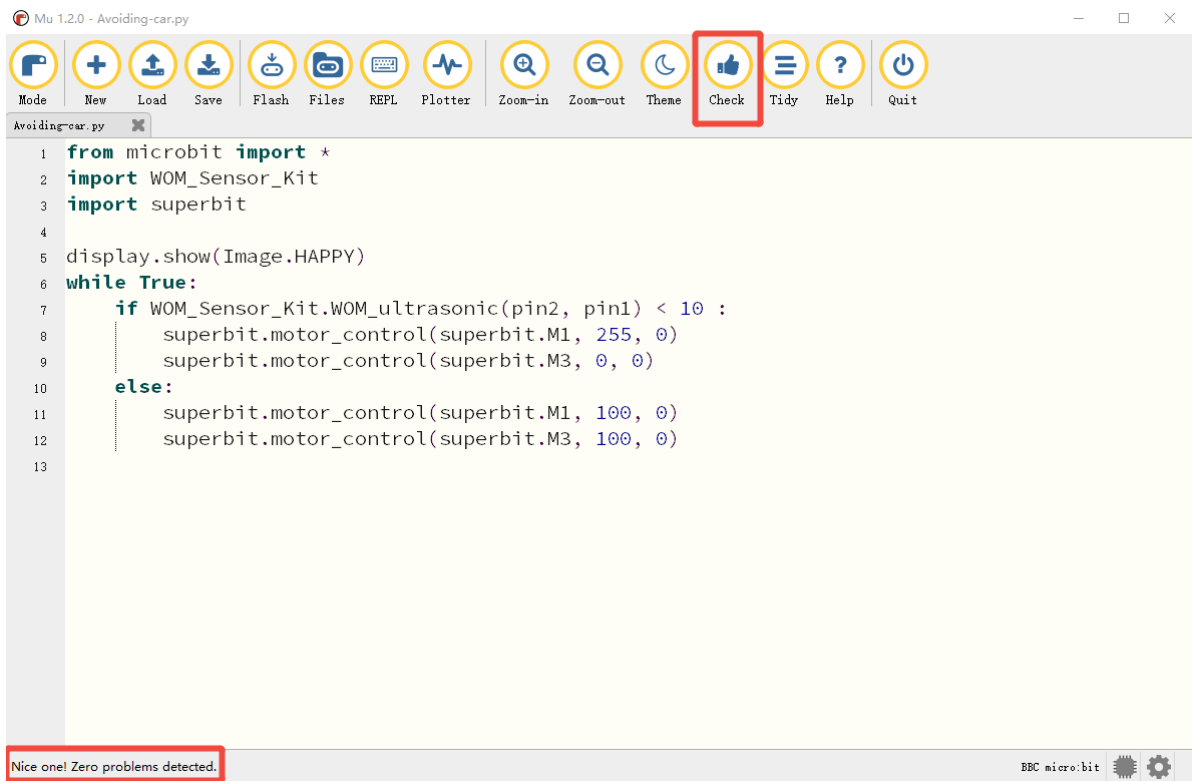 Mu 1.2.0 - Avoiding-car.py
Mode New Load Save Flash Files REPL Plotter Zoom-in Zoom-out Theme Check Tidy Help Quit
Avoiding-car.py
1 from microbit import *
2 import WOM_Sensor_Kit
3 import superbit
4
5 display.show(Image.HAPPY)
6 while True:
7     if WOM_Sensor_Kit.WOM_ultrasonic(pin2, pin1) < 10 :
8         superbit.motor_control(superbit.M1, 255, 0)
9         superbit.motor_control(superbit.M3, 0, 0)
10     else:
11         superbit.motor_control(superbit.M1, 100, 0)
12         superbit.motor_control(superbit.M3, 100, 0)
13
Nice one! Zero problems detected.
BBC micro:bit